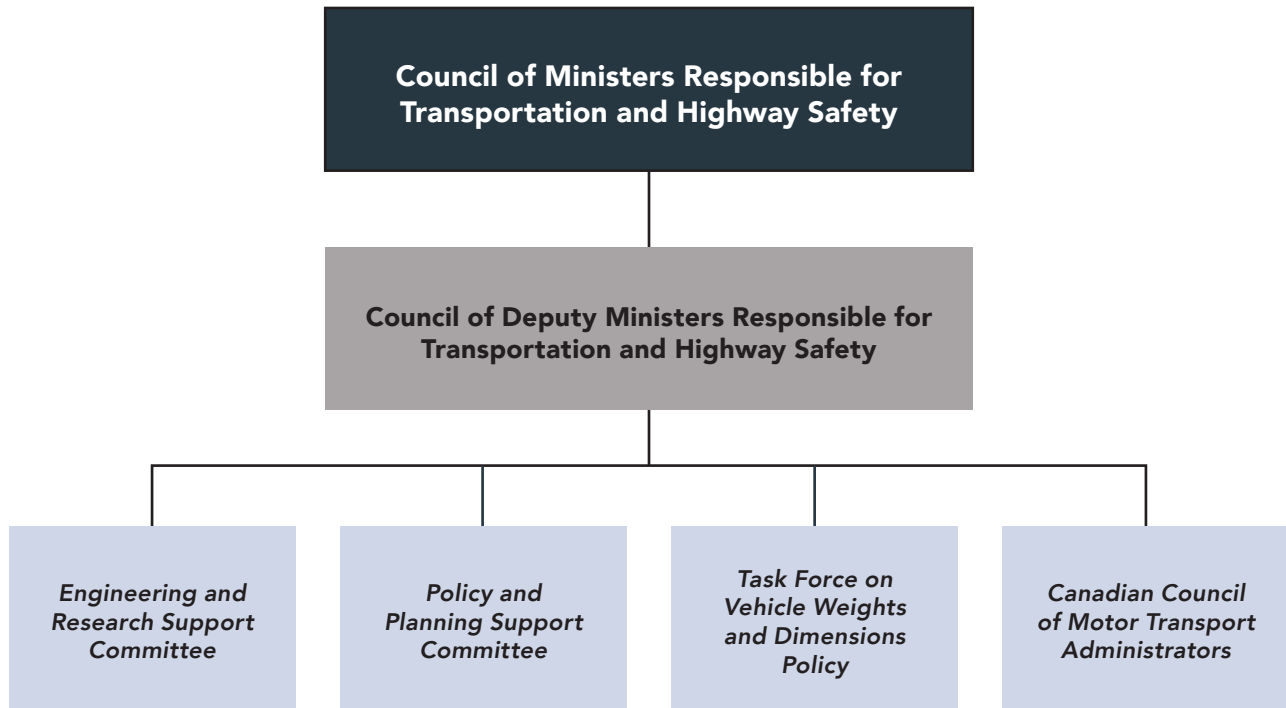 Council of Ministers Responsible for
Transportation and Highway Safety
Council of Deputy Ministers Responsible for
Transportation and Highway Safety
Engineering and
Research Support
Committee
Policy and
Planning Support
Committee
Task Force on
Vehicle Weights
and Dimensions
Policy
Canadian Council
of Motor Transport
Administrators